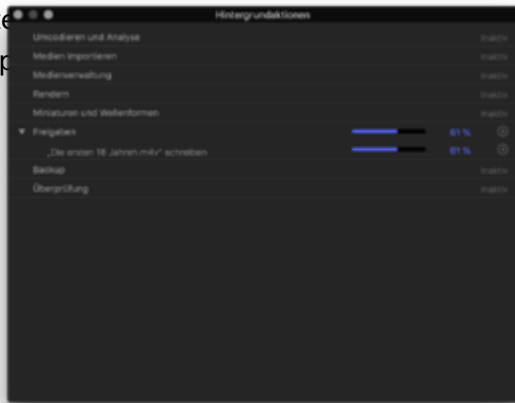 Hintergrundaktionen
Umcodieren und Analyse Inaktiv
Medien importieren Inaktiv
Medienverwaltung Inaktiv
Rendern Inaktiv
Miniaturen und Wellenformen Inaktiv
Freigaben 61 %
„Die ersten 18 Jahreh.m4v“ schreiben 61 %
Backup Inaktiv
Überprüfung Inaktiv